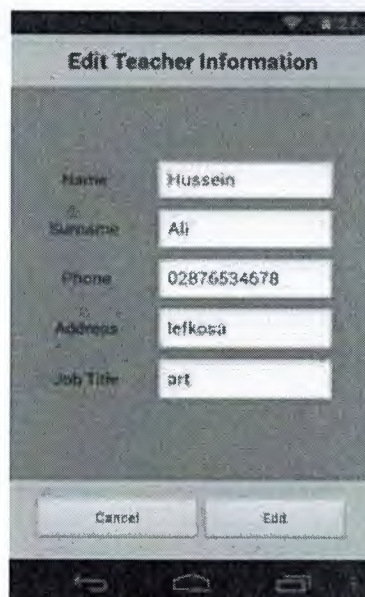 Edit Teacher Information
Name Hussein
Surname Ali
Phone 02876534678
Address lefkosa
Job Title art
Cancel Edit